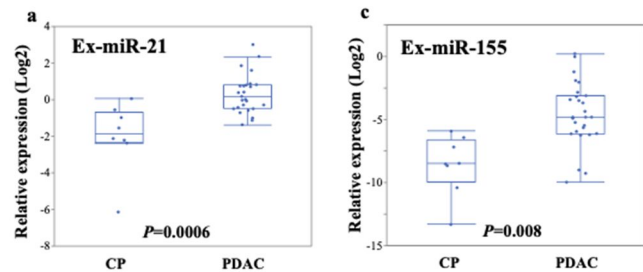 a
Ex-miR-21
Relative expression (Log2)
4
2
0
-2
-4
-6
-8
P=0.0006
CP
PDAC
c
Ex-miR-155
Relative expression (Log2)
0
-5
-10
-15
P=0.008
CP
PDAC